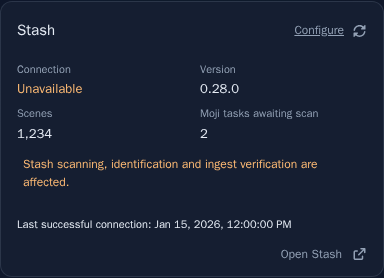 Stash
Configure
Connection
Version
Unavailable
0.28.0
Scenes
Moji tasks awaiting scan
1,234
2
Stash scanning, identification and ingest verification are
affected.
Last successful connection: Jan 15, 2026, 12:00:00 PM
Open Stash